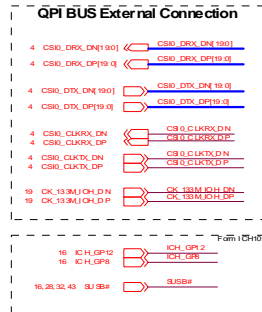 QPI BUS External Connection
4 CSI0_DRX_DN[19:0] CSI0_DRX_DN[19:0]
4 CSI0_DRX_DP[19:0] CSI0_DRX_DP[19:0]
4 CSI0_DTX_DN[19:0] CSI0_DTX_DN[19:0]
4 CSI0_DTX_DP[19:0] CSI0_DTX_DP[19:0]
4 CSI0_CLKRX_DN CSI0_CLKRX_DN
4 CSI0_CLKRX_DP CSI0_CLKRX_DP
4 CSI0_CLKTX_DN CSI0_CLKTX_DN
4 CSI0_CLKTX_DP CSI0_CLKTX_DP
19 CK_133M_IOH_DN CK_133M_IOH_DN
19 CK_133M_IOH_DP CK_133M_IOH_DP
From ICH10
16 ICH_GP12 ICH_GP12
16 ICH_GP8 ICH_GP8
16,28,32,43 SUSB# SUSB#